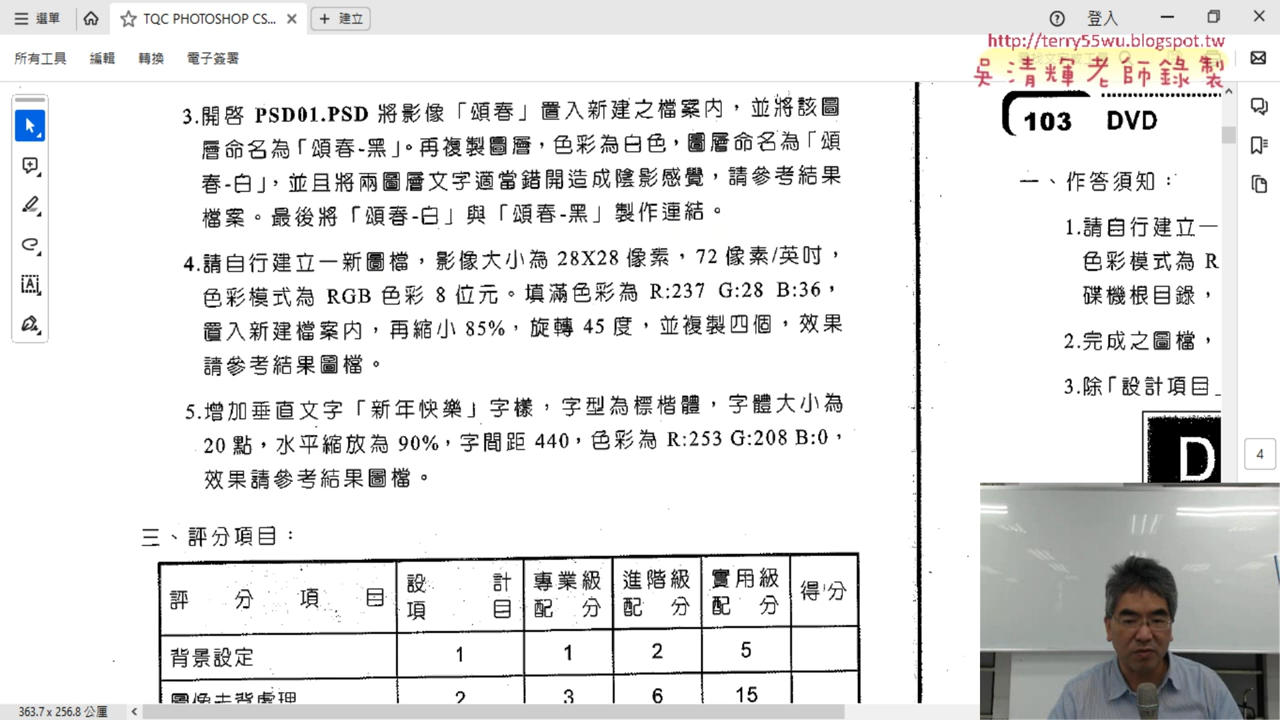 選單
TQC PHOTOSHOP CS...
建立
登入
http://terry55wu.blogspot.tw
吳清輝老師錄製
所有工具
編輯
轉換
電子簽署
3.開啓 PSD01.PSD 將影像「頌春」置入新建之檔案內，並將該圖
層命名為「頌春-黑」。再複製圖層，色彩為白色，圖層命名為「頌
春-白」，並且將兩圖層文字適當錯開造成陰影感覺，請參考結果
檔案。最後將「頌春-白」與「頌春-黑」製作連結。
4.請自行建立一新圖檔，影像大小為 28X28 像素，72 像素/英吋，
色彩模式為 RGB 色彩 8 位元。填滿色彩為 R:237 G:28 B:36，
置入新建檔案內，再縮小 85%，旋轉 45 度，並複製四個，效果
請參考結果圖檔。
5.增加垂直文字「新年快樂」字樣，字型為標楷體，字體大小為
20 點，水平縮放為 90%，字間距 440，色彩為 R:253 G:208 B:0，
效果請參考結果圖檔。
三、評分項目：
評分項目 設計項目 專業級配分 進階級配分 實用級配分 得分
背景設定 1 1 2 5
圖像去背處理 2 3 6 15
103 DVD
一、作答須知：
1.請自行建立一
色彩模式為 R
碟機根目錄，
2.完成之圖檔，
3.除「設計項目」
D
4
363.7 x 256.8 公厘